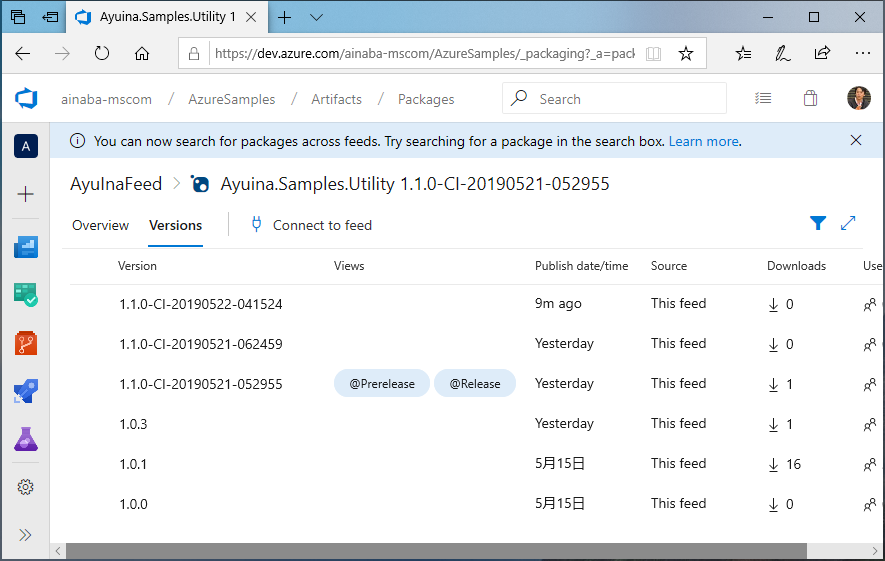 Ayuina.Samples.Utility 1
https://dev.azure.com/ainaba-mscom/AzureSamples/_packaging?_a=pack
ainaba-mscom / AzureSamples / Artifacts / Packages Search
A
You can now search for packages across feeds. Try searching for a package in the search box. Learn more.
AyuInaFeed > Ayuina.Samples.Utility 1.1.0-CI-20190521-052955
Overview Versions Connect to feed
Version Views Publish date/time Source Downloads Use
1.1.0-CI-20190522-041524 9m ago This feed 0
1.1.0-CI-20190521-062459 Yesterday This feed 0
1.1.0-CI-20190521-052955 @Prerelease @Release Yesterday This feed 1
1.0.3 Yesterday This feed 1
1.0.1 5月15日 This feed 16
1.0.0 5月15日 This feed 0